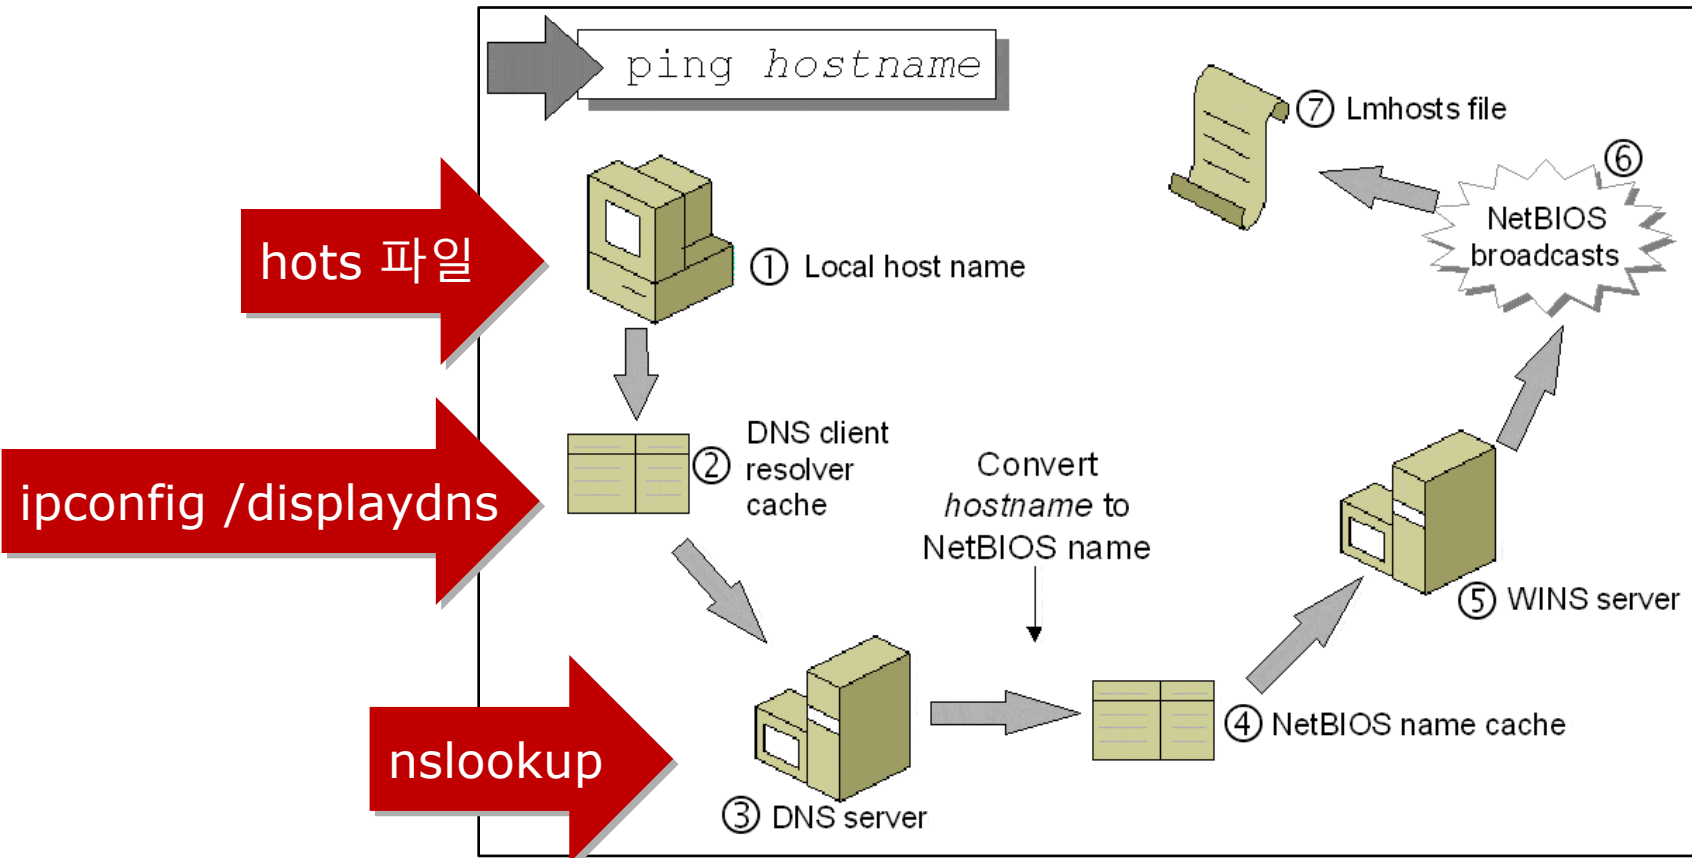 ping hostname
hots 파일
① Local host name
ipconfig /displaydns
② DNS client
resolver
cache
nslookup
③ DNS server
Convert
hostname to
NetBIOS name
④ NetBIOS name cache
⑤ WINS server
⑥
NetBIOS
broadcasts
⑦ Lmhosts file